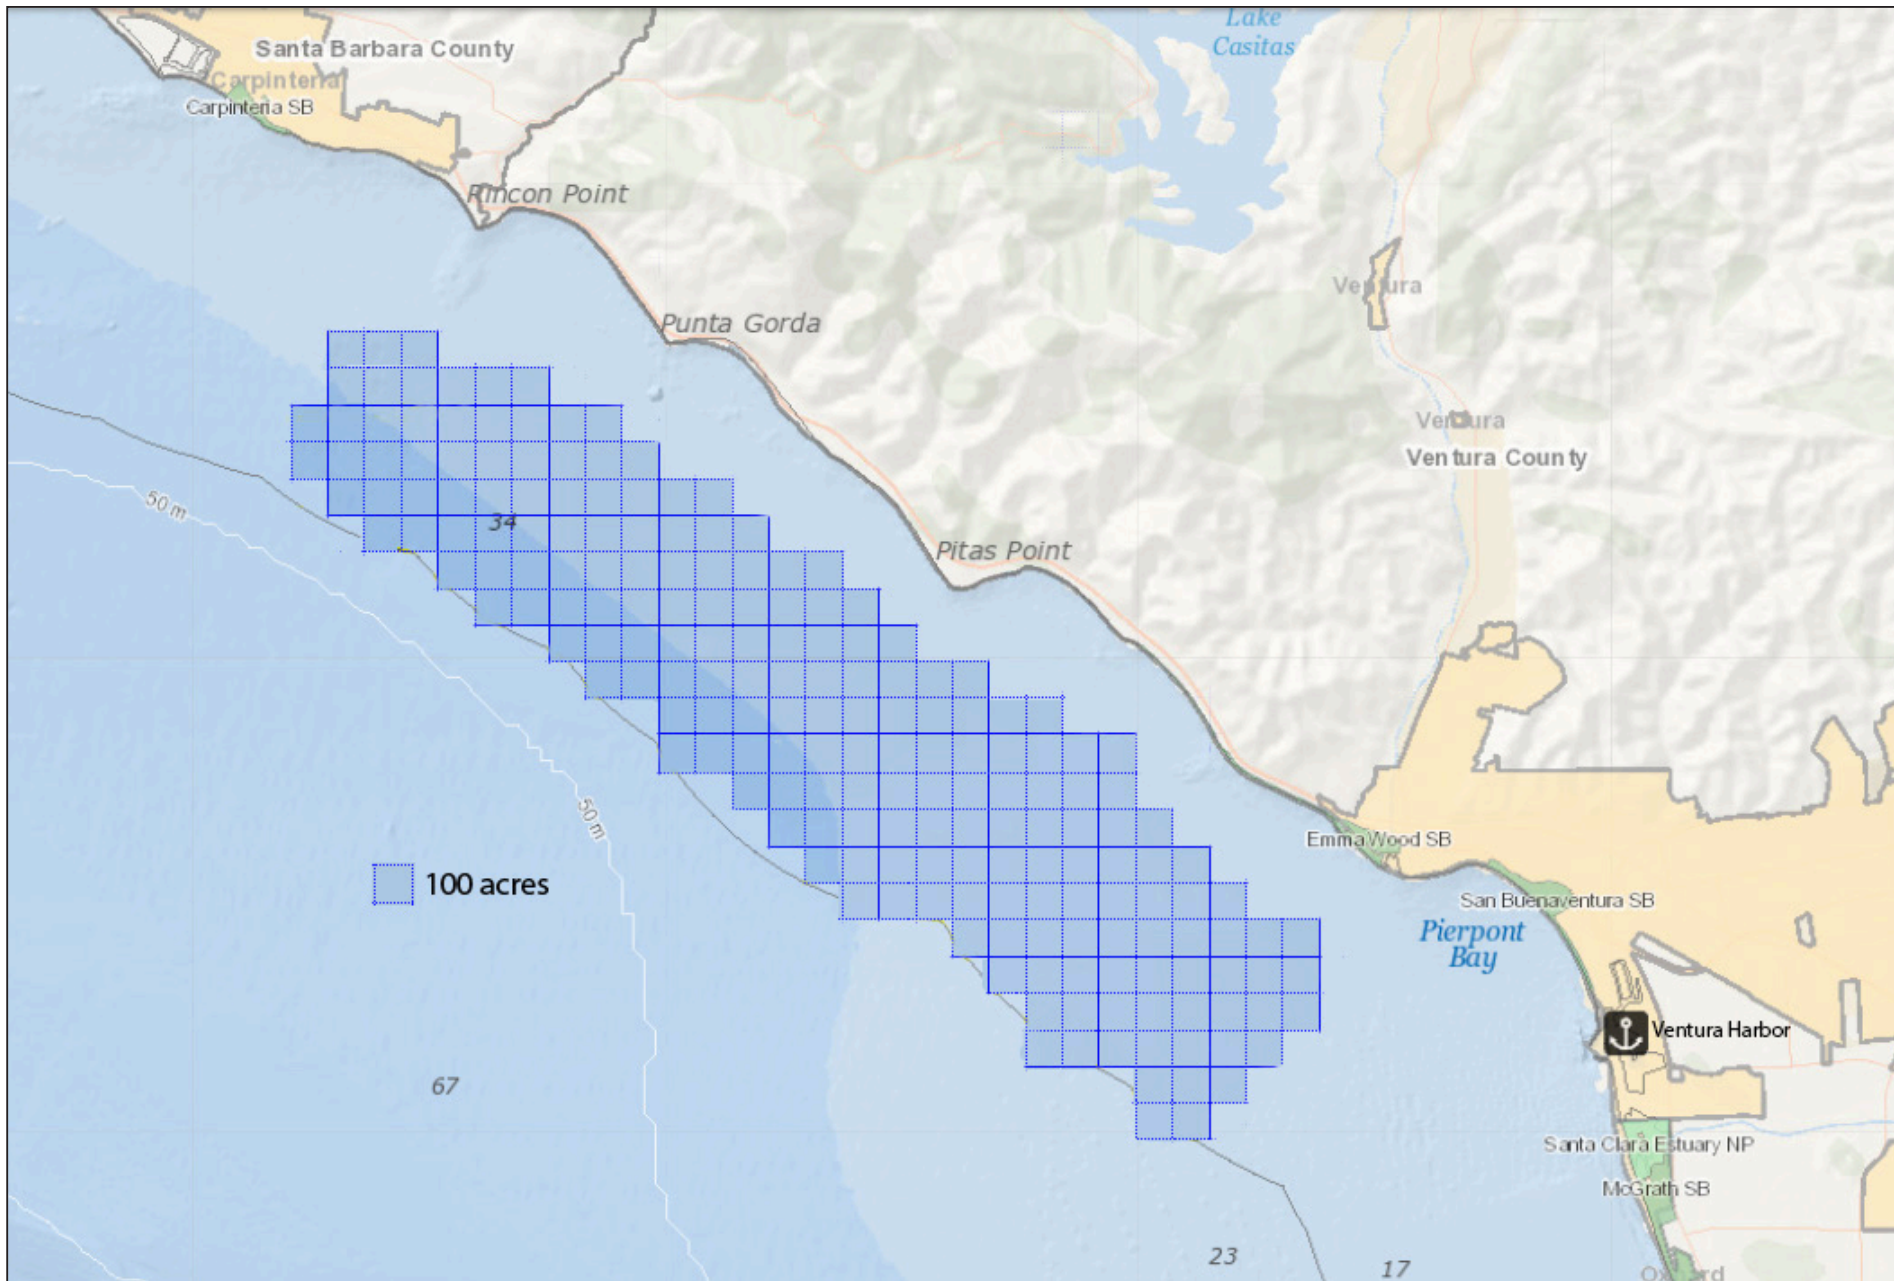 Lake
Casitas
Santa Barbara County
Carpinteria
Carpinteria SB
Rincon Point
Ventura
Punta Gorda
Ventura
Ventura County
50 m
34
Pitas Point
50 m
Emma Wood SB
100 acres
San Buenaventura SB
Pierpont
Bay
Ventura Harbor
67
Santa Clara Estuary NP
McGrath SB
23
17